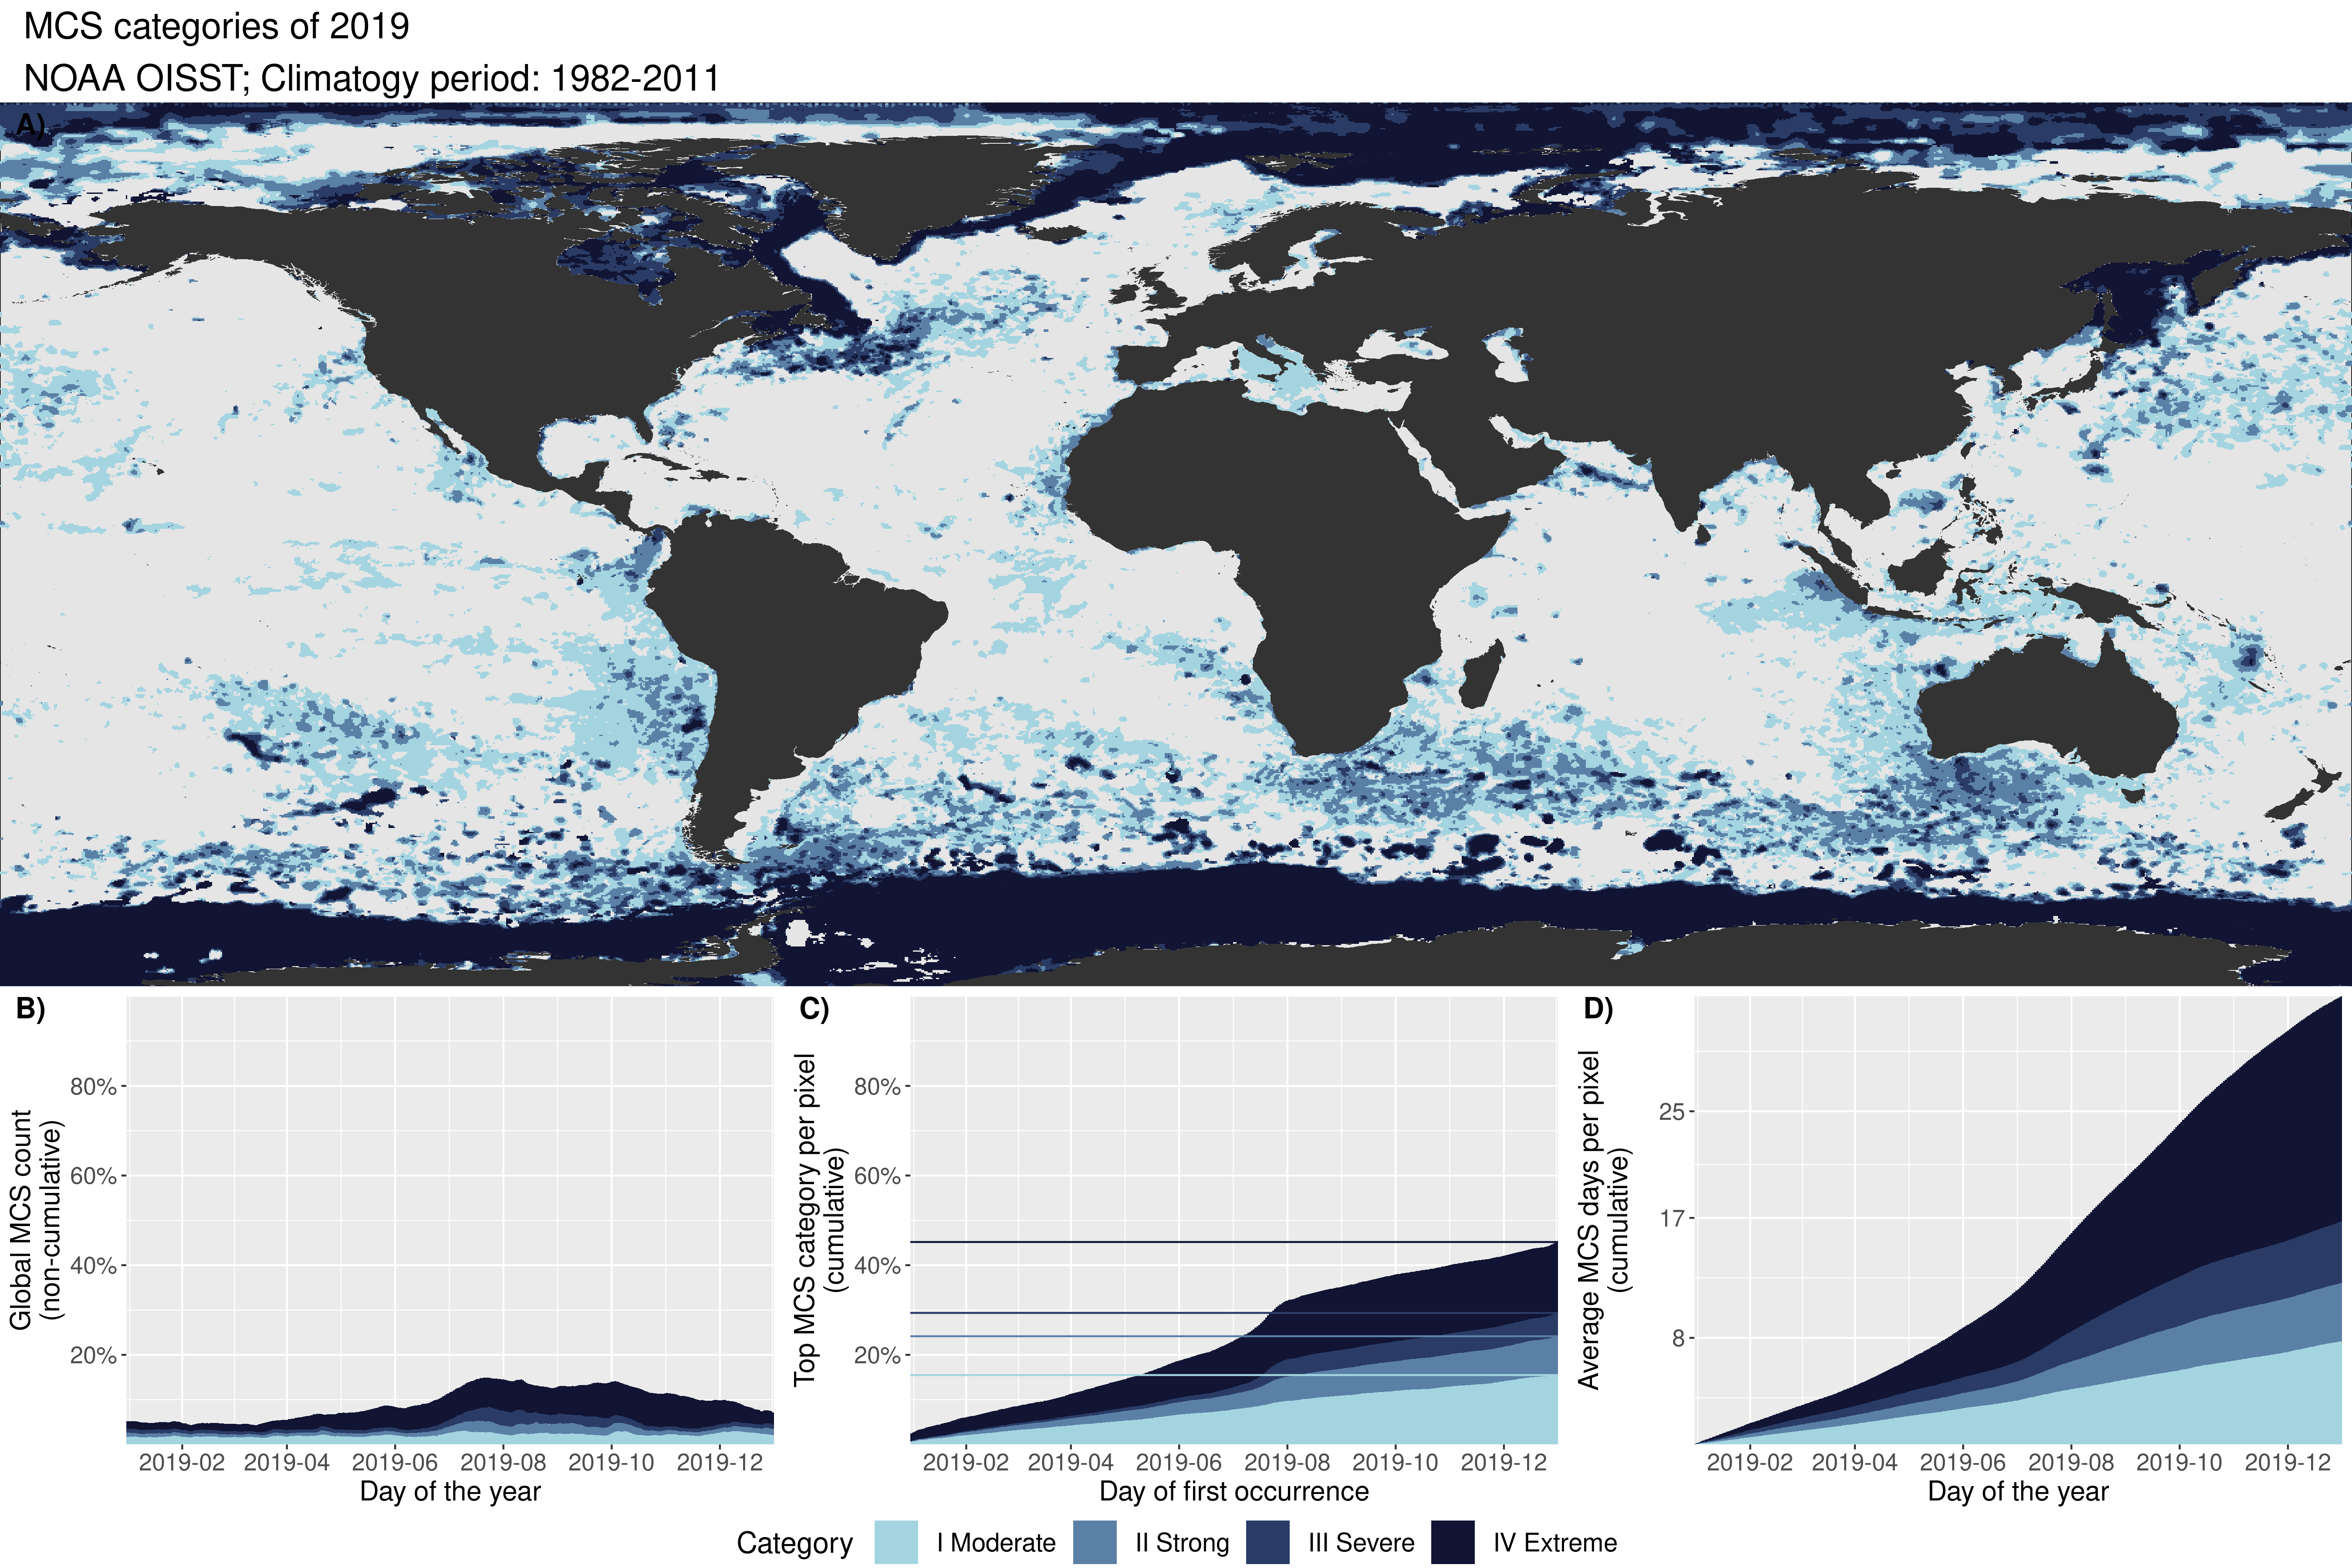 MCS categories of 2019
NOAA OISST; Climatogy period: 1982-2011
A)
B)
Global MCS count
(non-cumulative)
80%
60%
40%
20%
2019-02 2019-04 2019-06 2019-08 2019-10 2019-12
Day of the year
C)
Top MCS category per pixel
(cumulative)
80%
60%
40%
20%
2019-02 2019-04 2019-06 2019-08 2019-10 2019-12
Day of first occurrence
D)
Average MCS days per pixel
(cumulative)
25
17
8
2019-02 2019-04 2019-06 2019-08 2019-10 2019-12
Day of the year
Category I Moderate II Strong III Severe IV Extreme